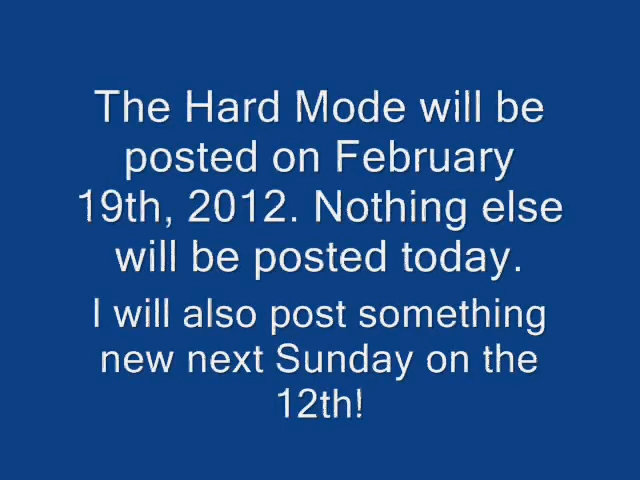 The Hard Mode will be
posted on February
19th, 2012. Nothing else
will be posted today.
I will also post something
new next Sunday on the
12th!